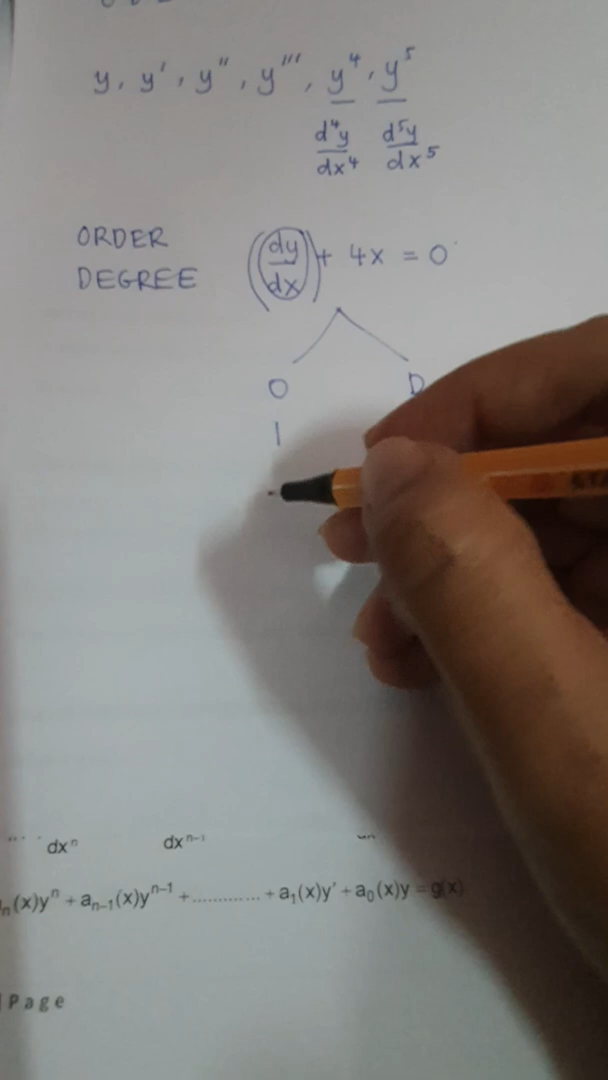 y, y', y'', y''', y⁴, y⁵
d⁴y/dx⁴ d⁵y/dx⁵
ORDER
DEGREE
(dy/dx) + 4x = 0
O D
1
dxⁿ dxⁿ⁻¹
ₙ(x)yⁿ + aₙ₋₁(x)yⁿ⁻¹ + ............. + a₁(x)y' + a₀(x)y = g(x)
Page